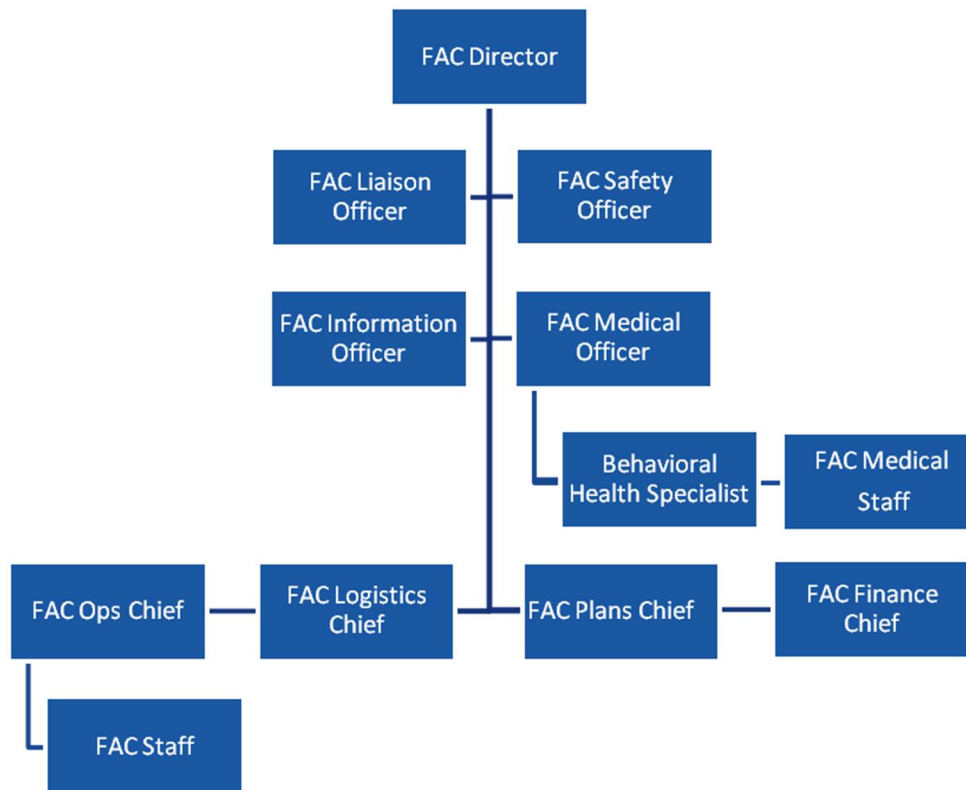 FAC Director
FAC Liaison
Officer
FAC Safety
Officer
FAC Information
Officer
FAC Medical
Officer
Behavioral
Health Specialist
FAC Medical
Staff
FAC Ops Chief
FAC Logistics
Chief
FAC Plans Chief
FAC Finance
Chief
FAC Staff